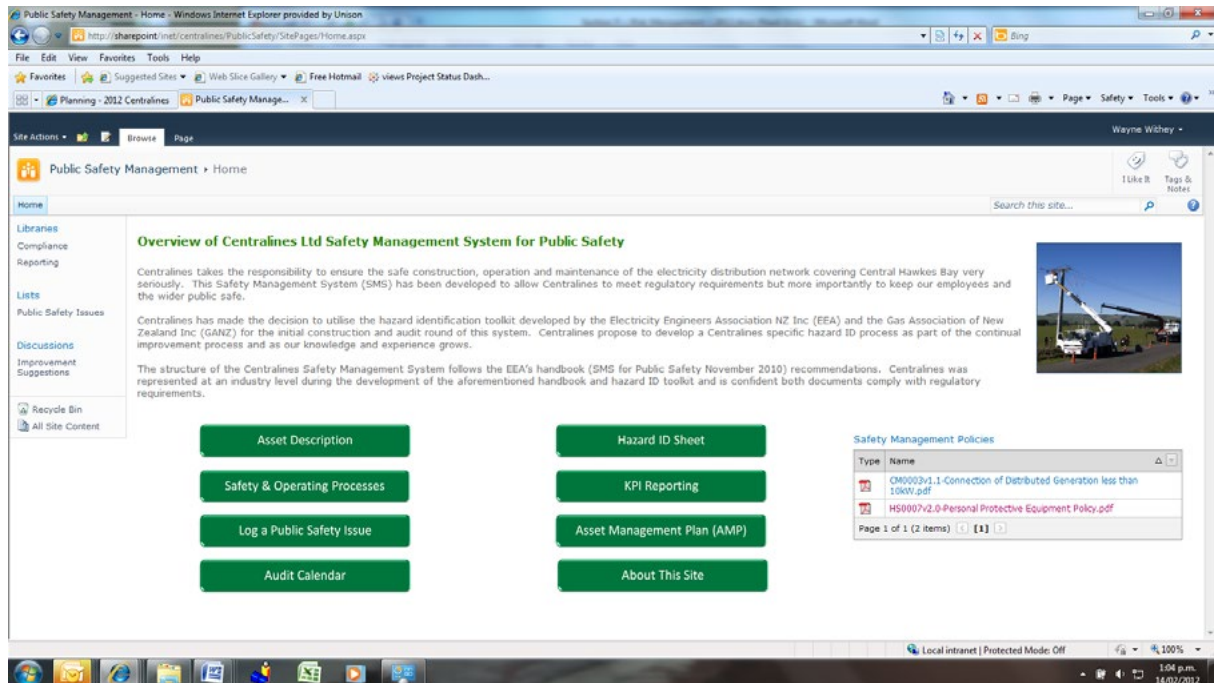 Public Safety Management - Home - Windows Internet Explorer provided by Unison
http://sharepoint/inet/centralines/PublicSafety/SitePages/Home.aspx
Bing
File Edit View Favorites Tools Help
Favorites Suggested Sites Web Slice Gallery Free Hotmail views Project Status Dash...
Planning - 2012 Centralines Public Safety Manage... x
Page Safety Tools
Site Actions Browse Page
Wayne Withey
Public Safety Management Home
I Like It Tags & Notes
Home
Search this site...
Libraries
Compliance
Reporting
Lists
Public Safety Issues
Discussions
Improvement
Suggestions
Recycle Bin
All Site Content
Overview of Centralines Ltd Safety Management System for Public Safety
Centralines takes the responsibility to ensure the safe construction, operation and maintenance of the electricity distribution network covering Central Hawkes Bay very
seriously. This Safety Management System (SMS) has been developed to allow Centralines to meet regulatory requirements but more importantly to keep our employees and
the wider public safe.
Centralines has made the decision to utilise the hazard identification toolkit developed by the Electricity Engineers Association NZ Inc (EEA) and the Gas Association of New
Zealand Inc (GANZ) for the initial construction and audit round of this system. Centralines propose to develop a Centralines specific hazard ID process as part of the continual
improvement process and as our knowledge and experience grows.
The structure of the Centralines Safety Management System follows the EEA's handbook (SMS for Public Safety November 2010) recommendations. Centralines was
represented at an industry level during the development of the aforementioned handbook and hazard ID toolkit and is confident both documents comply with regulatory
requirements.
Asset Description
Hazard ID Sheet
Safety & Operating Processes
KPI Reporting
Log a Public Safety Issue
Asset Management Plan (AMP)
Audit Calendar
About This Site
Safety Management Policies
Type Name
CM0003v1.1-Connection of Distributed Generation less than
10kW.pdf
HS0007v2.0-Personal Protective Equipment Policy.pdf
Page 1 of 1 (2 items) [1]
Local intranet | Protected Mode: Off
100%
1:04 p.m.
14/02/2012